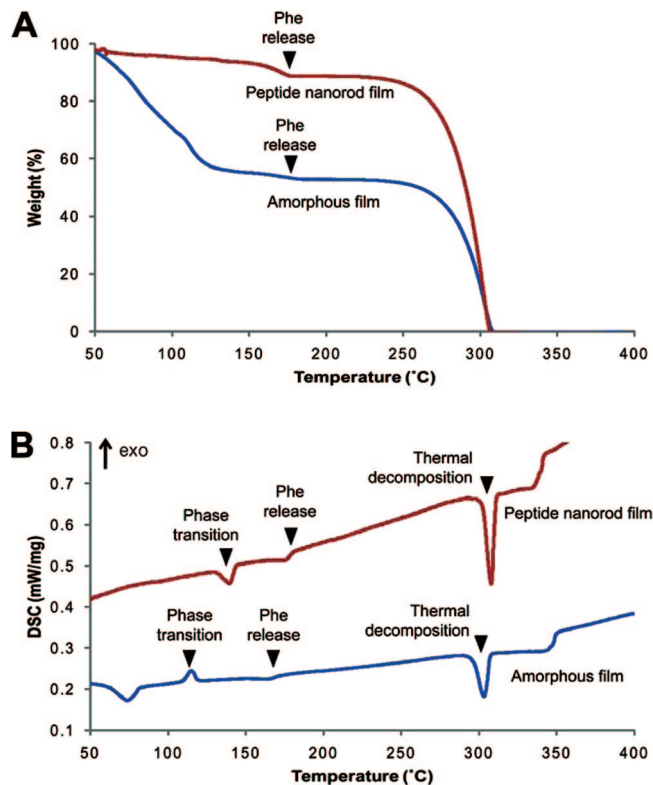 A
Phe
release
Peptide nanorod film
Phe
release
Amorphous film
100
80
60
40
20
0
Weight (%)
50 100 150 200 250 300 350 400
Temperature (˚C)
B
exo
Thermal
decomposition
Phe
release
Phase
transition
Peptide nanorod film
Phase
transition
Phe
release
Thermal
decomposition
Amorphous film
0.8
0.7
0.6
0.5
0.4
0.3
0.2
0.1
DSC (mW/mg)
50 100 150 200 250 300 350 400
Temperature (˚C)